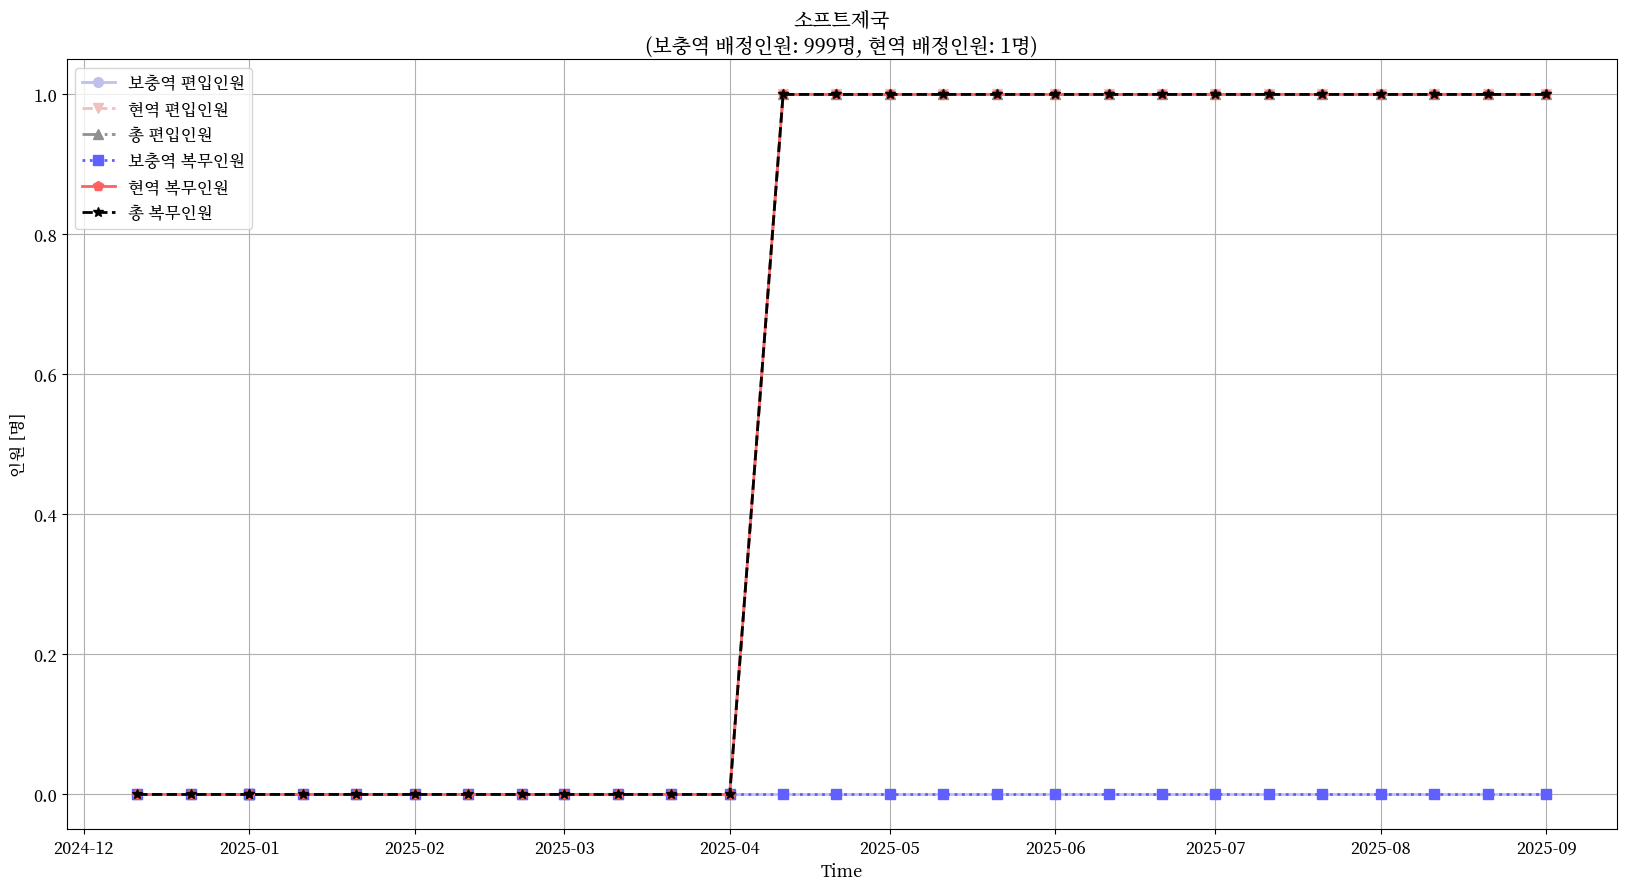 소프트제국
(보충역 배정인원: 999명, 현역 배정인원: 1명)
보충역 편입인원
현역 편입인원
총 편입인원
보충역 복무인원
현역 복무인원
총 복무인원
인원 [명]
1.0
0.8
0.6
0.4
0.2
0.0
2024-12
2025-01
2025-02
2025-03
2025-04
2025-05
2025-06
2025-07
2025-08
2025-09
Time